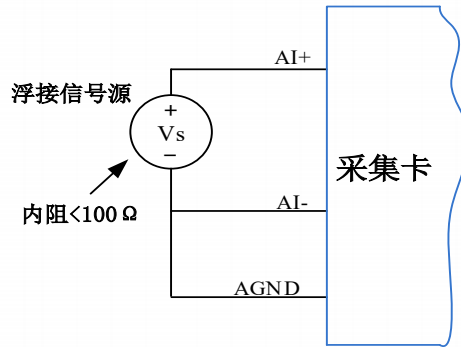 AI+
浮接信号源
+
Vs
−
采集卡
内阻<100Ω
AI-
AGND